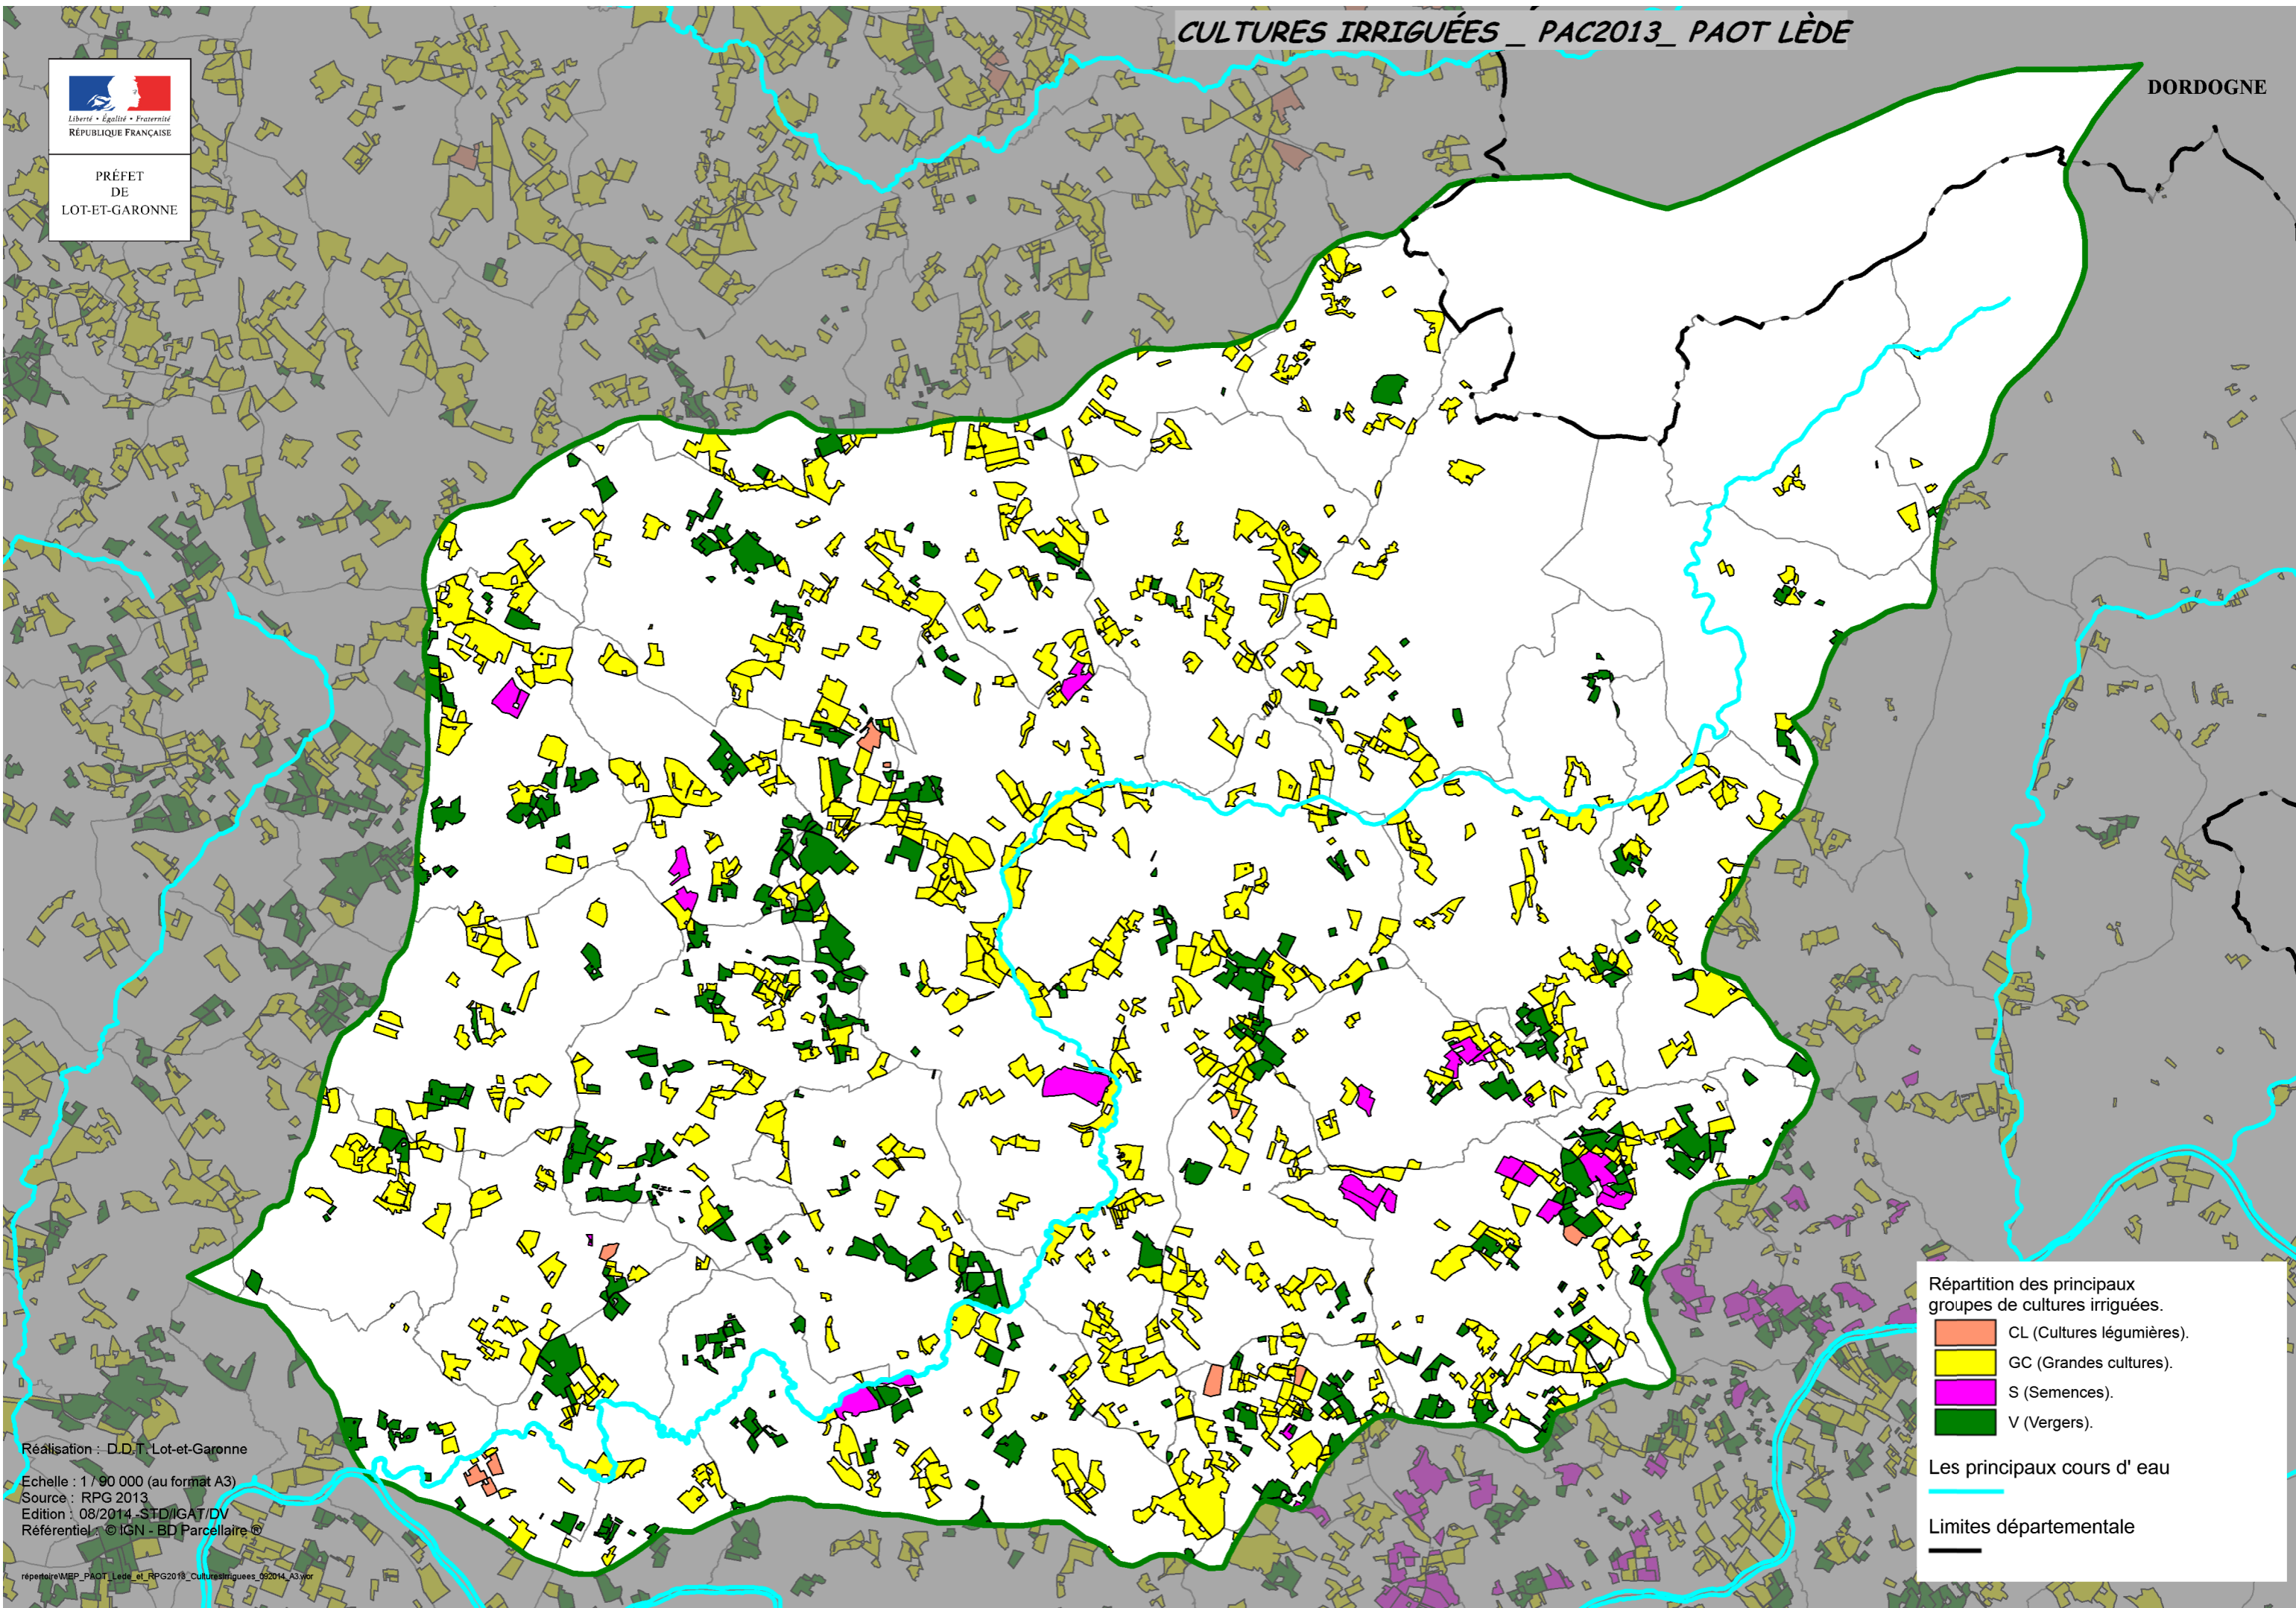 CULTURES IRRIGUÉES _ PAC2013_ PAOT LÈDE
DORDOGNE
Liberté • Égalité • Fraternité
RÉPUBLIQUE FRANÇAISE
PRÉFET
DE
LOT-ET-GARONNE
Répartition des principaux
groupes de cultures irriguées.
CL (Cultures légumières).
GC (Grandes cultures).
S (Semences).
V (Vergers).
Les principaux cours d' eau
Limites départementale
Réalisation : D.D.T. Lot-et-Garonne
Echelle : 1 / 90 000 (au format A3)
Source : RPG 2013
Edition : 08/2014 -STD/IGAT/DV
Référentiel : © IGN - BD Parcellaire ®
répertoire\MEP_PAOT_Lede_et_RPG2013_CulturesIrriguees_092014_A3.wor